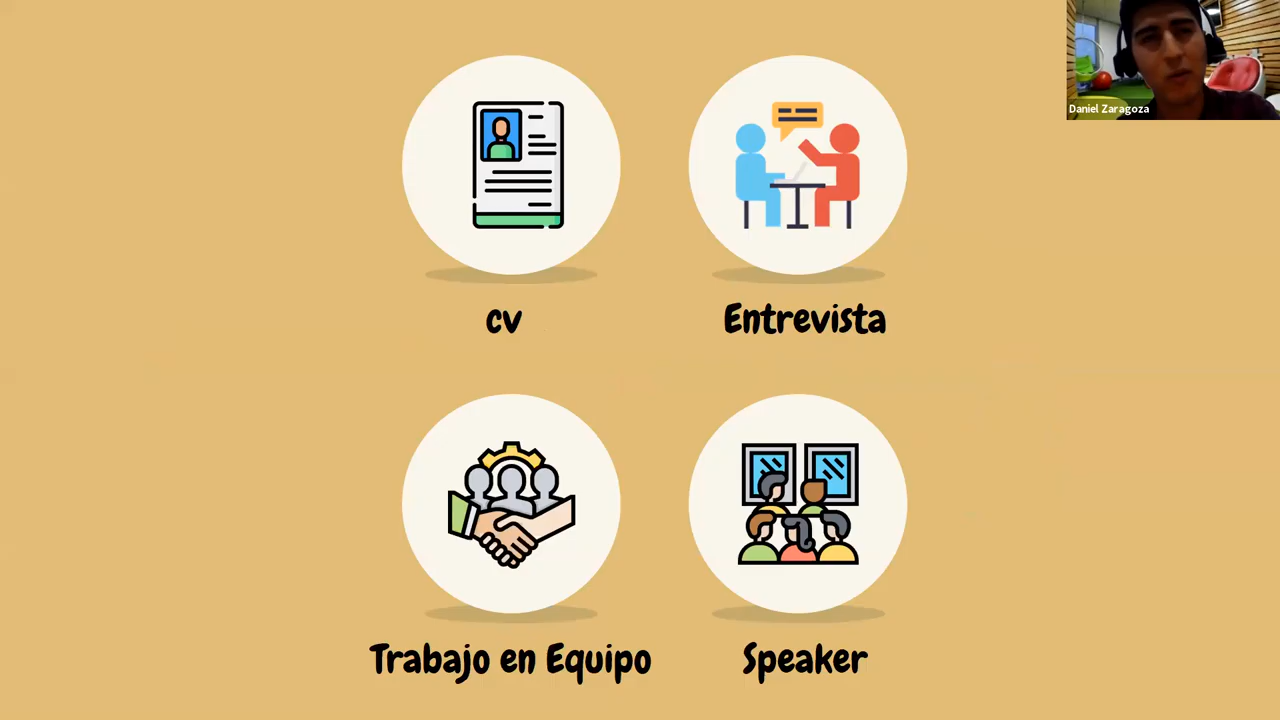 Daniel Zaragoza
cv
Entrevista
Trabajo en Equipo
Speaker